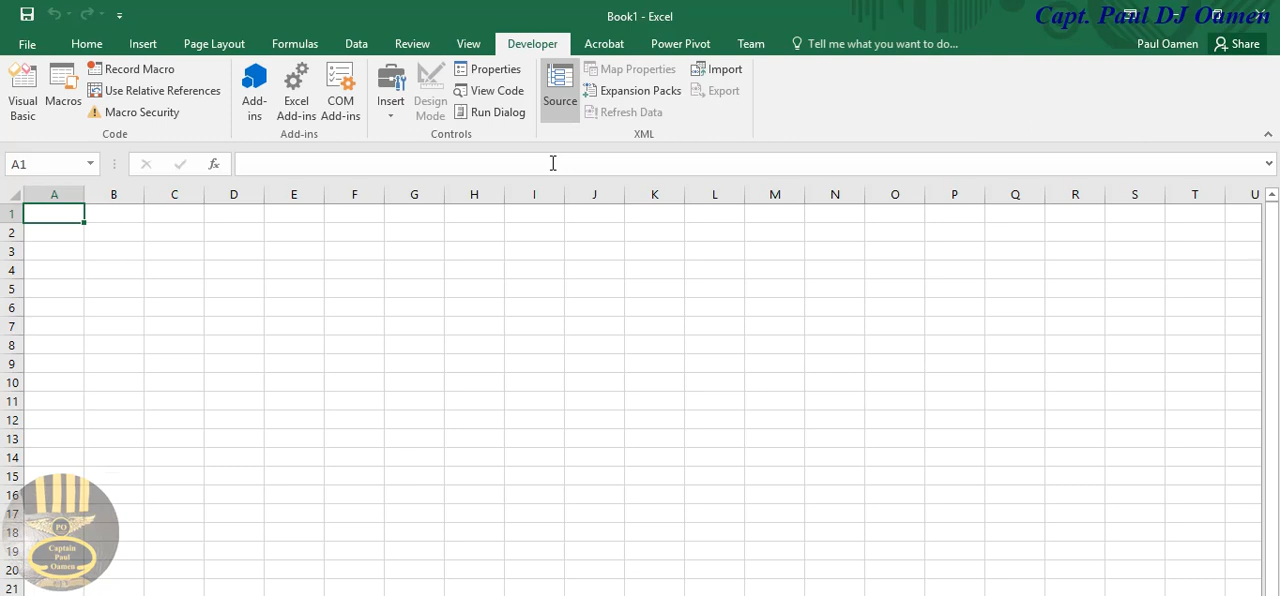 Book1 - Excel
Capt. Paul DJ Oamen
File Home Insert Page Layout Formulas Data Review View Developer Acrobat Power Pivot Team Tell me what you want to do... Paul Oamen Share
Visual Basic
Macros
Record Macro
Use Relative References
Macro Security
Code
Add-ins
Excel Add-ins
COM Add-ins
Add-ins
Insert
Design Mode
Properties
View Code
Run Dialog
Controls
Source
Map Properties
Expansion Packs
Refresh Data
Import
Export
XML
A1 fx
A B C D E F G H I J K L M N O P Q R S T U
1
2
3
4
5
6
7
8
9
10
11
12
13
14
15
16
17
18
19
20
21
PO
Captain
Paul
Oamen